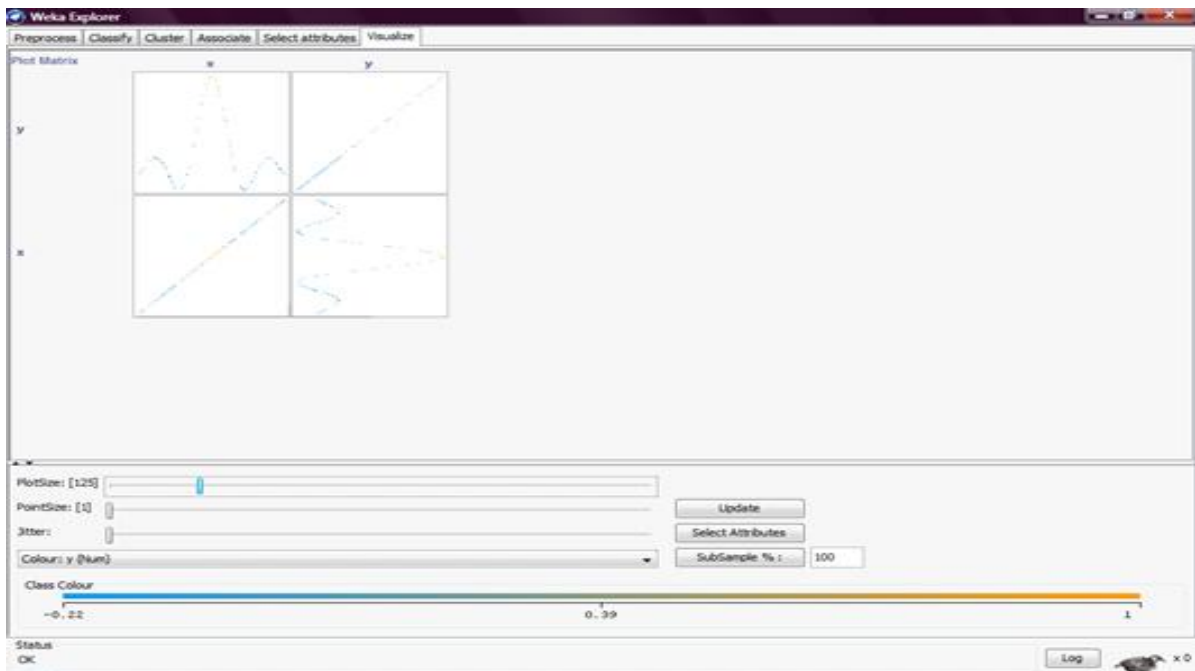 Weka Explorer
Preprocess Classify Cluster Associate Select attributes Visualize
Plot Matrix
x y
y
x
PlotSize: [125]
PointSize: [1]
Update
Jitter:
Select Attributes
Colour: y (Num)
SubSample % : 100
Class Colour
-0.22 0.39 1
Status
OK
Log x 0